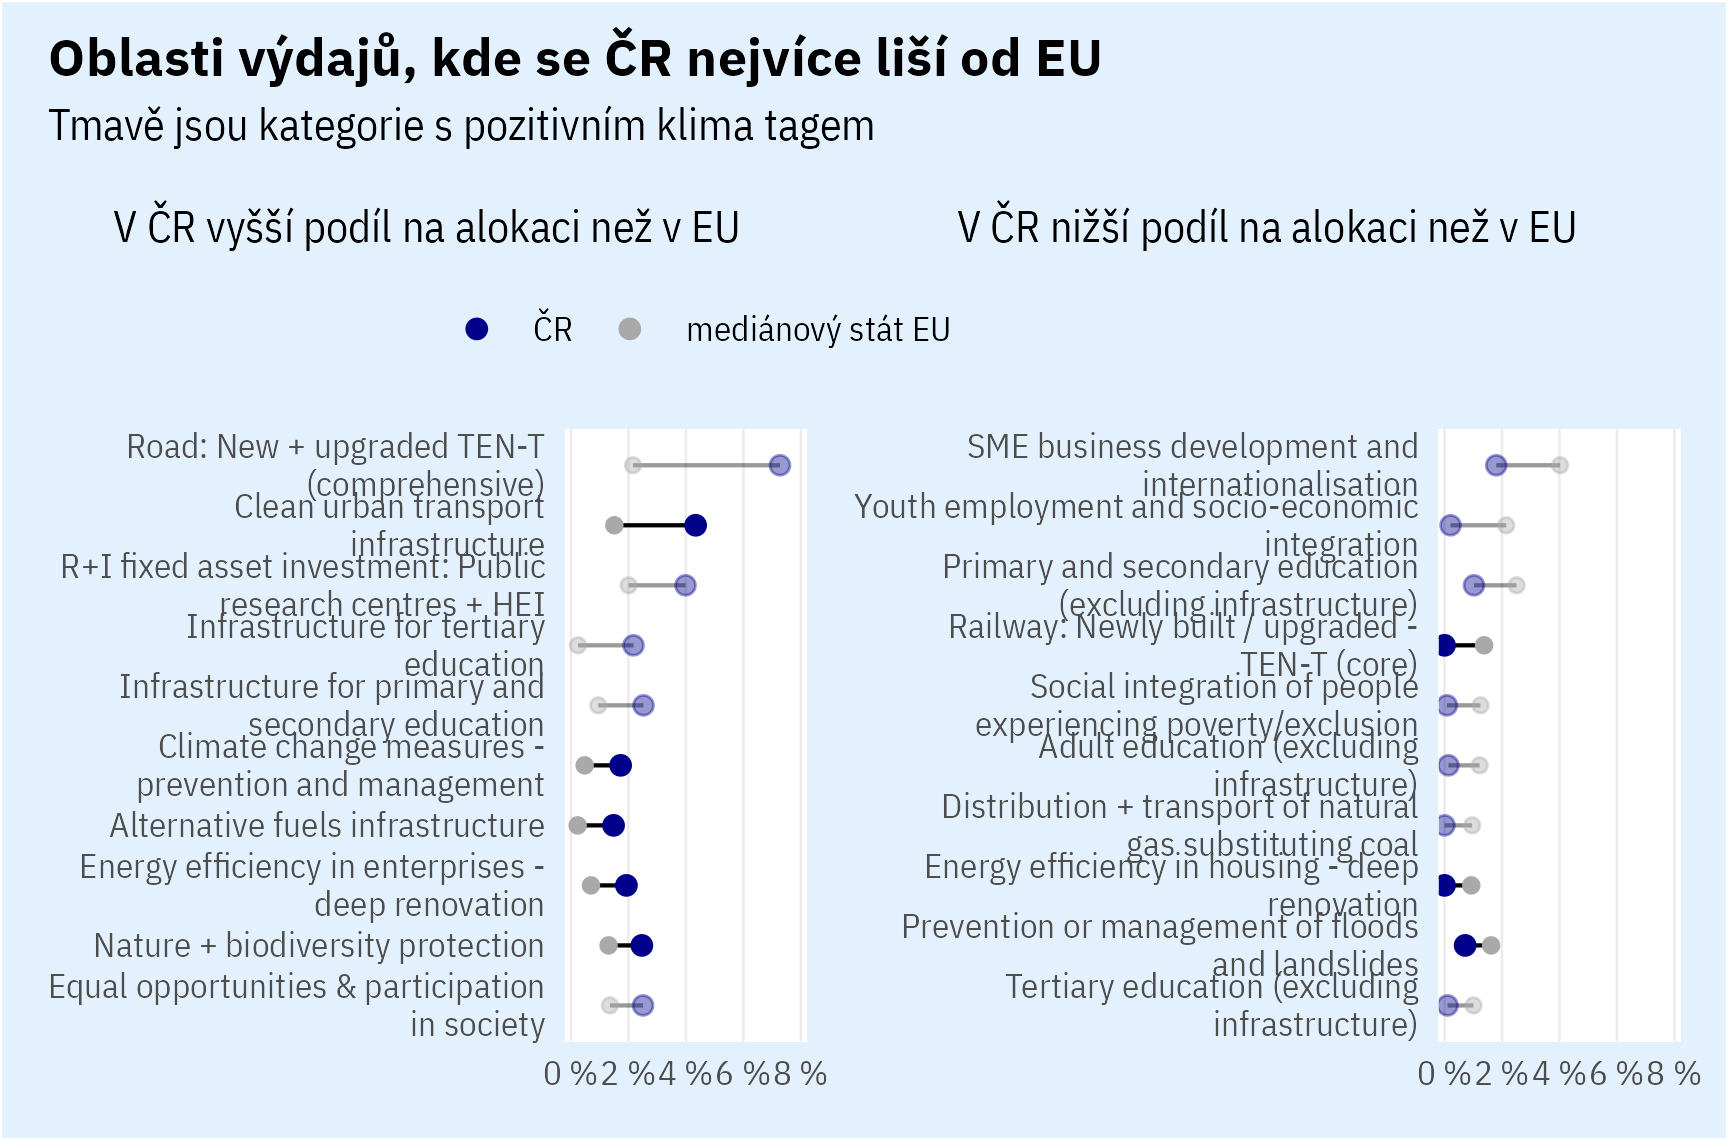 Oblasti výdajů, kde se ČR nejvíce liší od EU
Tmavě jsou kategorie s pozitivním klima tagem
V ČR vyšší podíl na alokaci než v EU
V ČR nižší podíl na alokaci než v EU
ČR
mediánový stát EU
Road: New + upgraded TEN-T
(comprehensive)
Clean urban transport
infrastructure
R+I fixed asset investment: Public
research centres + HEI
Infrastructure for tertiary
education
Infrastructure for primary and
secondary education
Climate change measures -
prevention and management
Alternative fuels infrastructure
Energy efficiency in enterprises -
deep renovation
Nature + biodiversity protection
Equal opportunities & participation
in society
0 % 2 % 4 % 6 % 8 %
SME business development and
internationalisation
Youth employment and socio-economic
integration
Primary and secondary education
(excluding infrastructure)
Railway: Newly built / upgraded -
TEN-T (core)
Social integration of people
experiencing poverty/exclusion
Adult education (excluding
infrastructure)
Distribution + transport of natural
gas substituting coal
Energy efficiency in housing - deep
renovation
Prevention or management of floods
and landslides
Tertiary education (excluding
infrastructure)
0 % 2 % 4 % 6 % 8 %